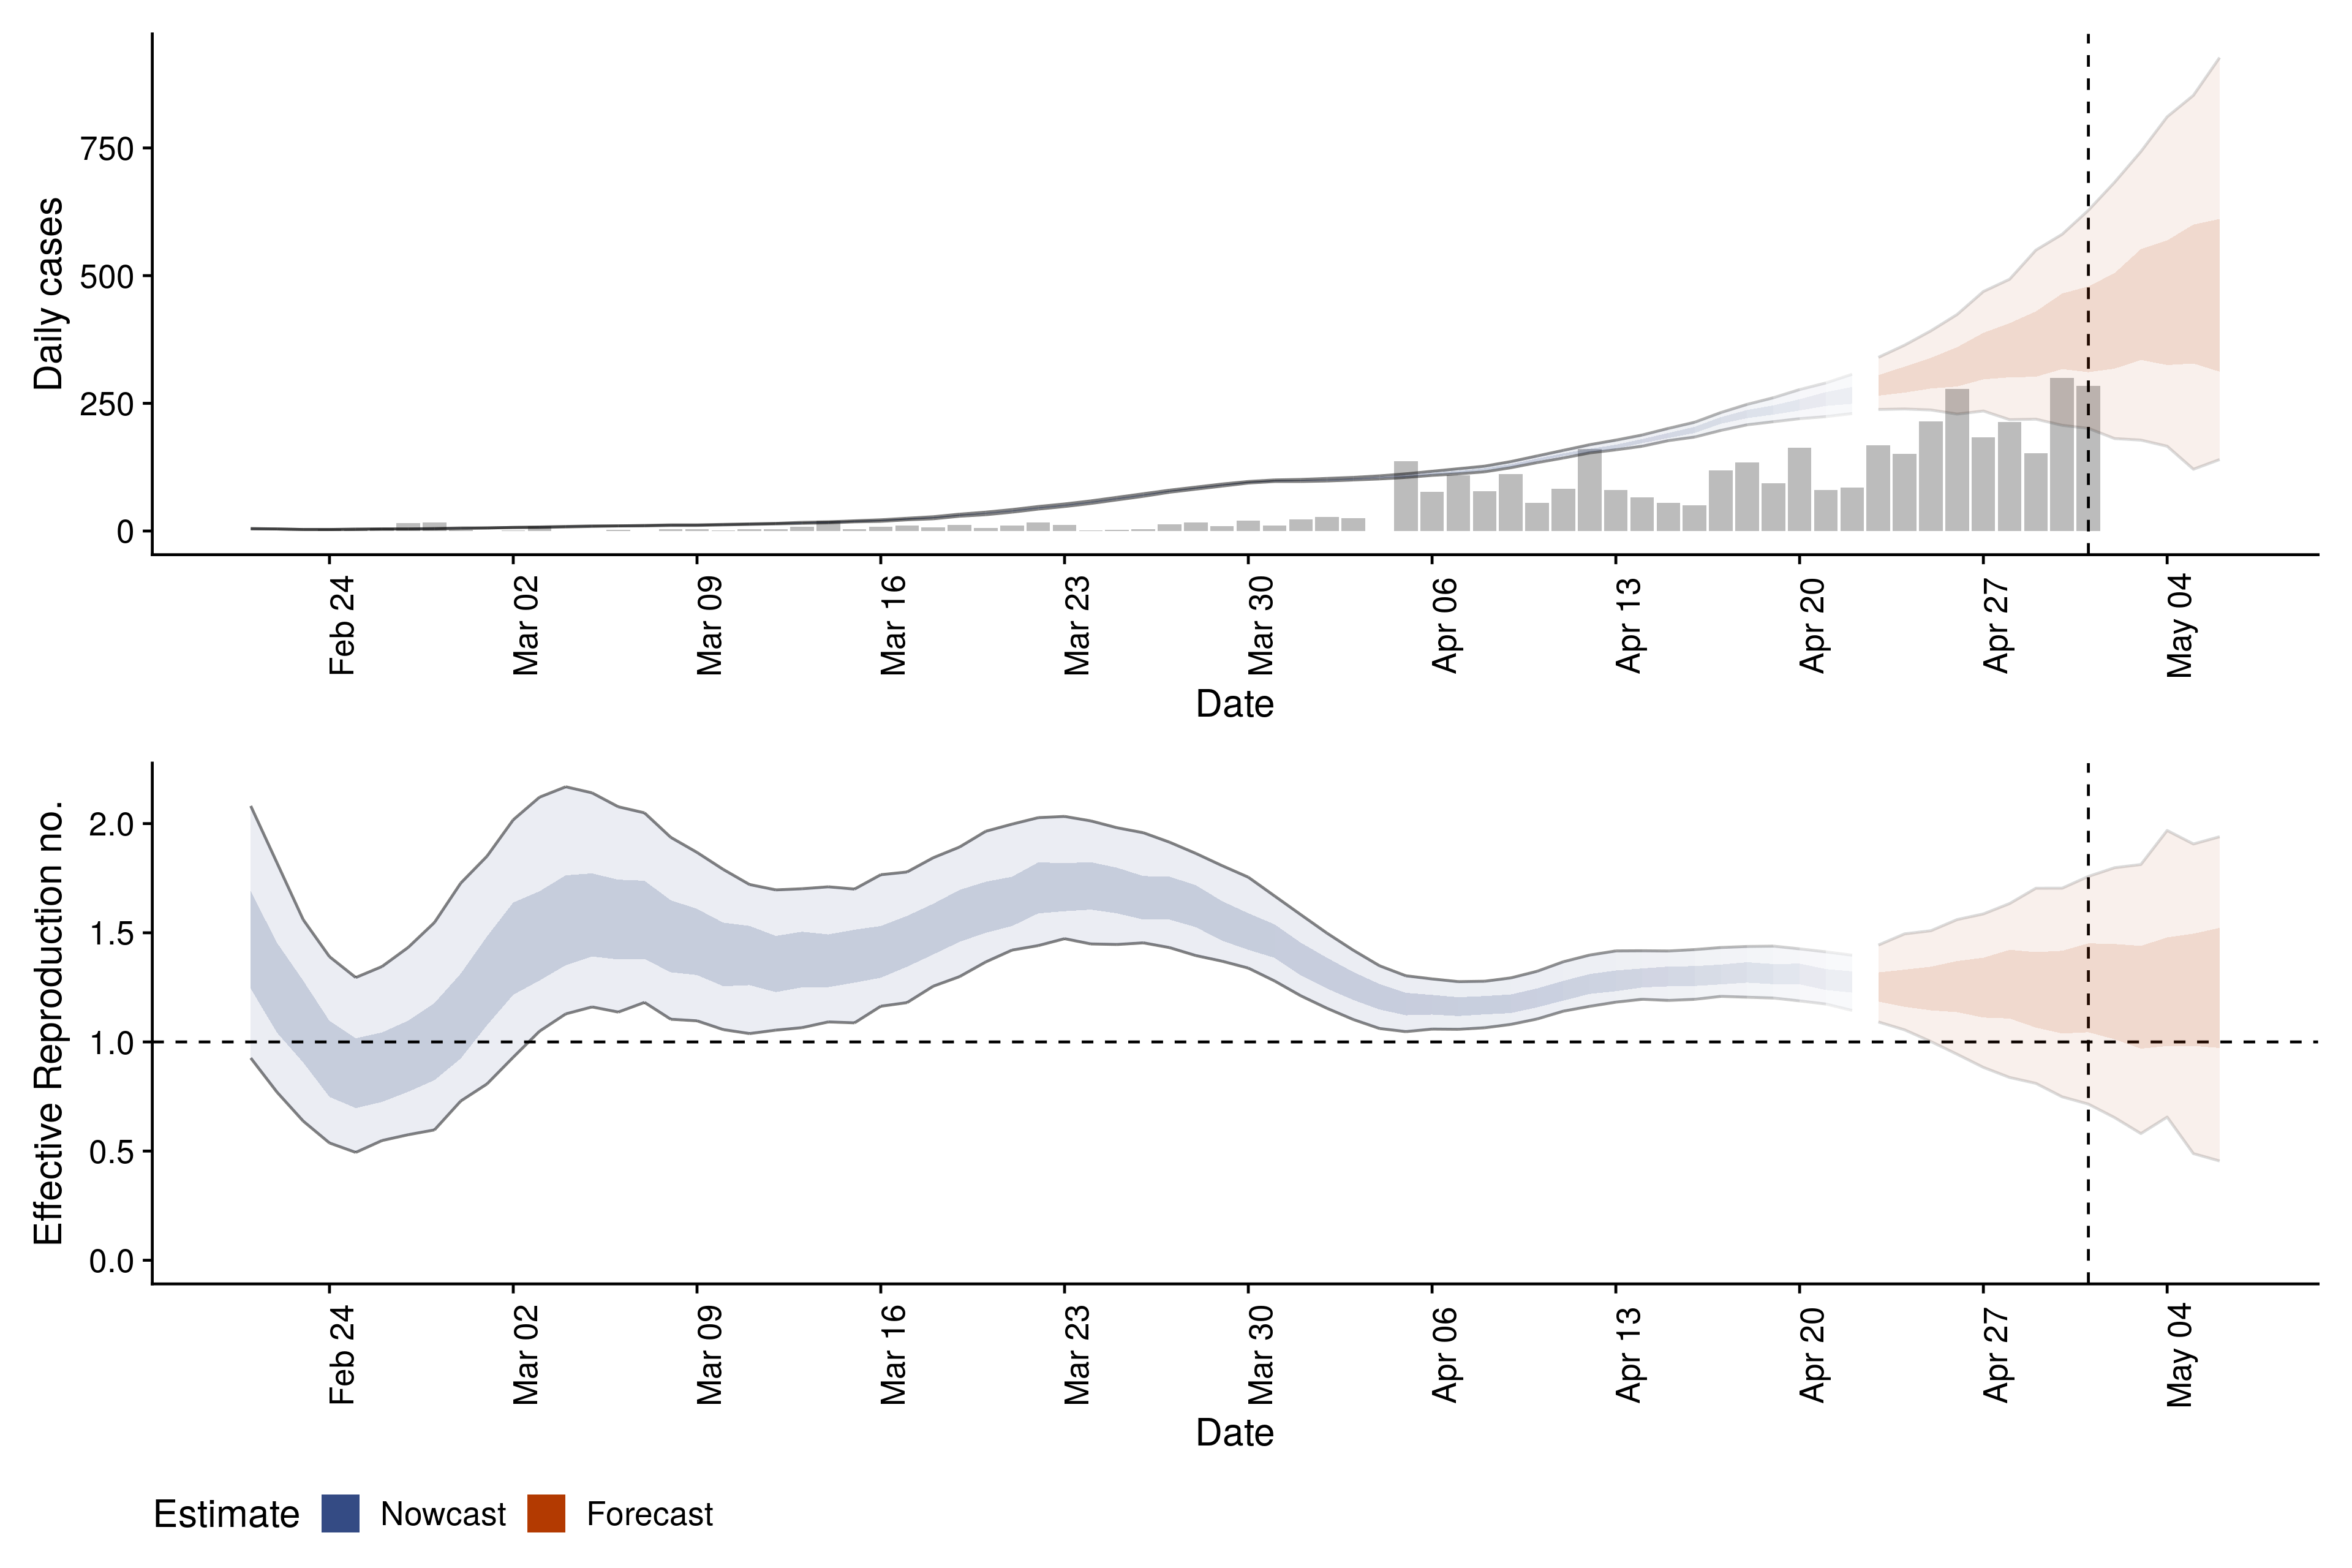 Daily cases
750
500
250
0
Feb 24
Mar 02
Mar 09
Mar 16
Mar 23
Mar 30
Apr 06
Apr 13
Apr 20
Apr 27
May 04
Date
Effective Reproduction no.
2.0
1.5
1.0
0.5
0.0
Feb 24
Mar 02
Mar 09
Mar 16
Mar 23
Mar 30
Apr 06
Apr 13
Apr 20
Apr 27
May 04
Date
Estimate Nowcast Forecast